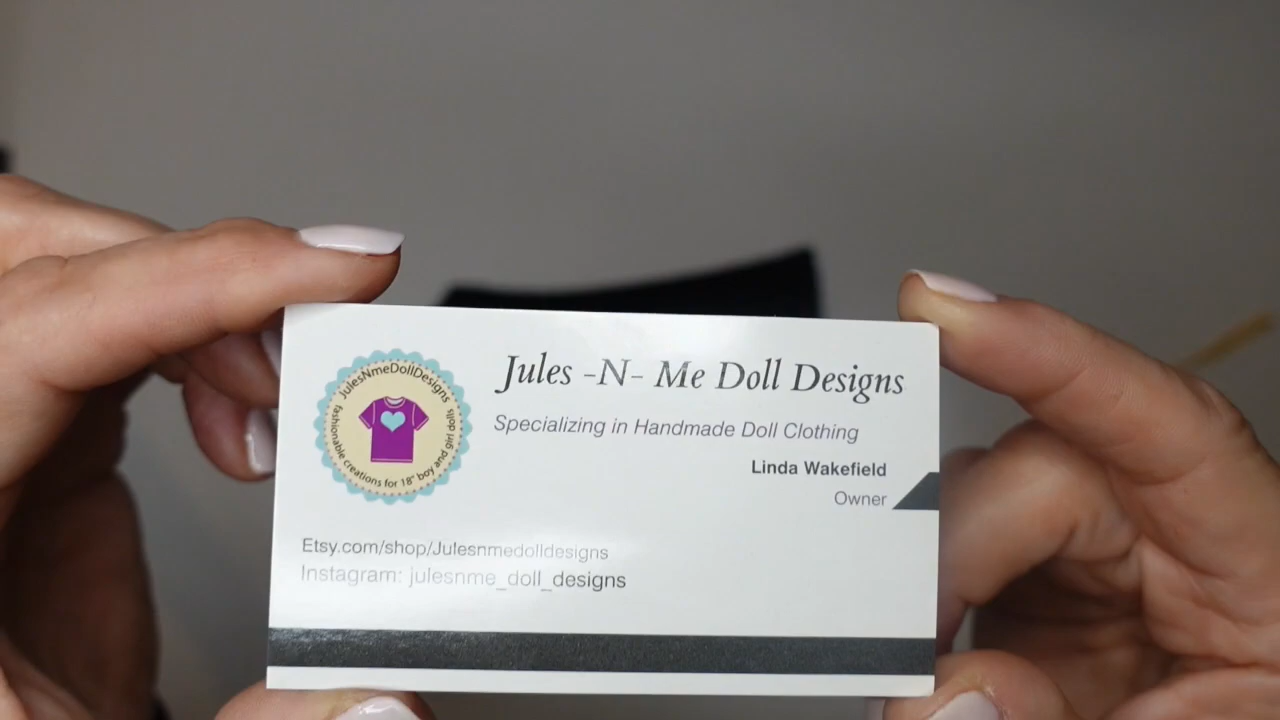 JulesNmeDollDesigns
fashionable creations for 18" boy and girl dolls
Jules -N- Me Doll Designs
Specializing in Handmade Doll Clothing
Linda Wakefield
Owner
Etsy.com/shop/Julesnmedolldesigns
Instagram: julesnme_doll_designs